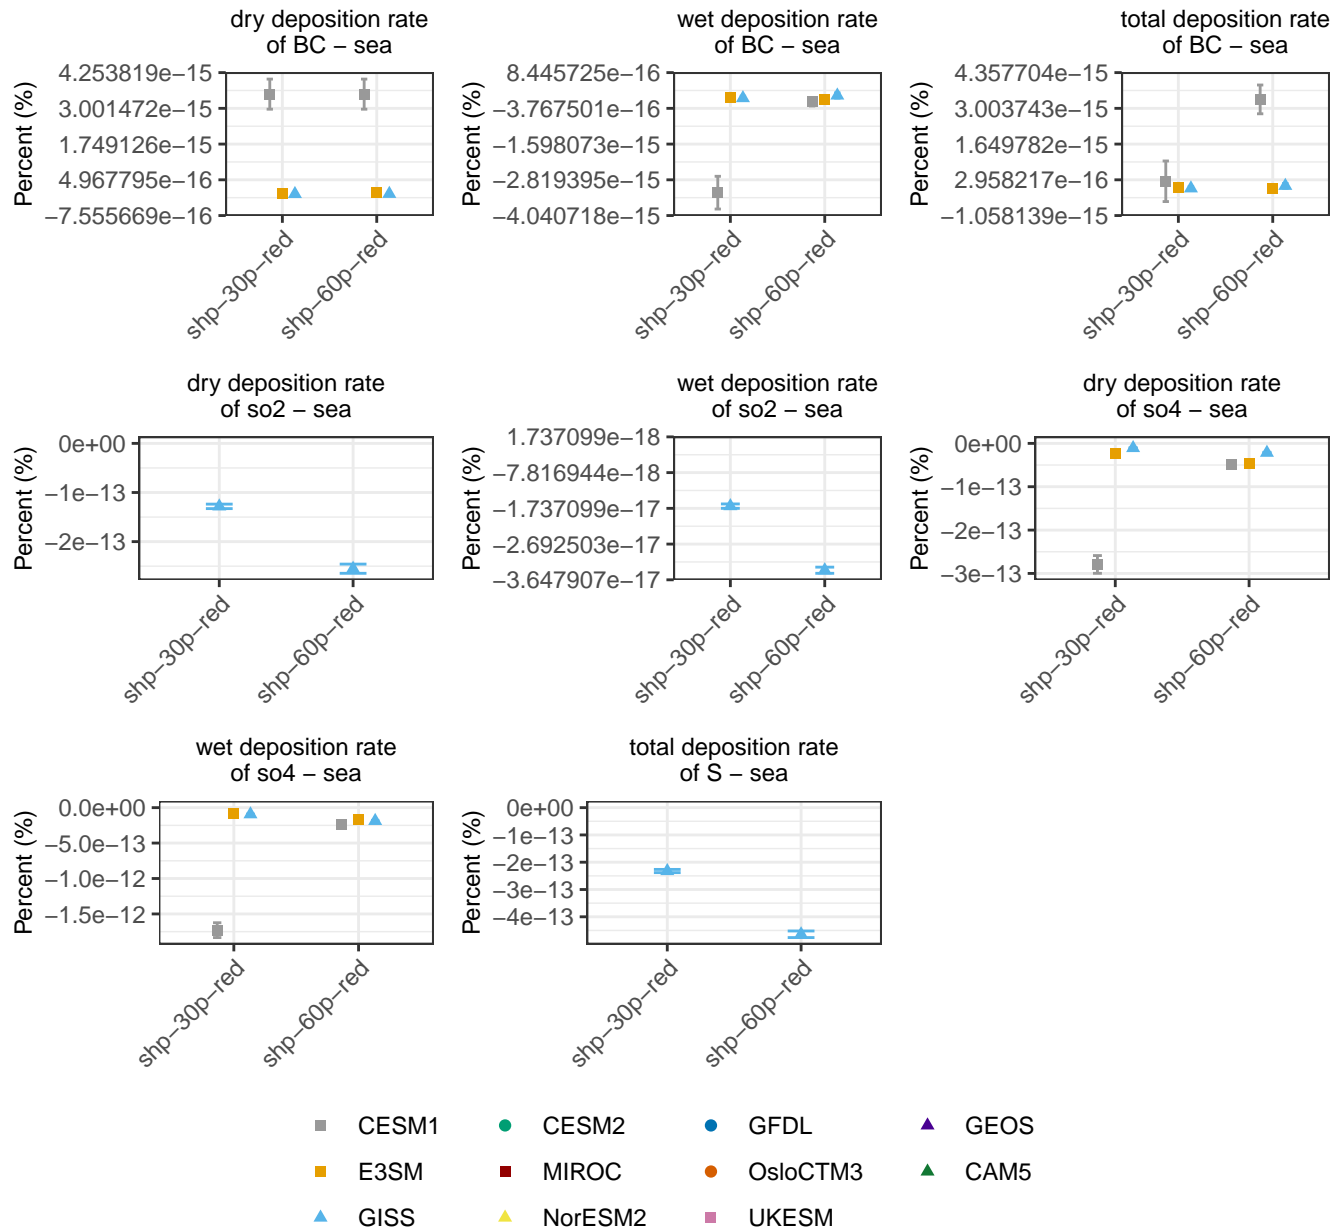 dry deposition rate
of BC − sea
Percent (%)
4.253819e−15
3.001472e−15
1.749126e−15
4.967795e−16
−7.555669e−16
shp−30p−red
shp−60p−red
wet deposition rate
of BC − sea
Percent (%)
8.445725e−16
−3.767501e−16
−1.598073e−15
−2.819395e−15
−4.040718e−15
shp−30p−red
shp−60p−red
total deposition rate
of BC − sea
Percent (%)
4.357704e−15
3.003743e−15
1.649782e−15
2.958217e−16
−1.058139e−15
shp−30p−red
shp−60p−red
dry deposition rate
of so2 − sea
Percent (%)
0e+00
−1e−13
−2e−13
shp−30p−red
shp−60p−red
wet deposition rate
of so2 − sea
Percent (%)
1.737099e−18
−7.816944e−18
−1.737099e−17
−2.692503e−17
−3.647907e−17
shp−30p−red
shp−60p−red
dry deposition rate
of so4 − sea
Percent (%)
0e+00
−1e−13
−2e−13
−3e−13
shp−30p−red
shp−60p−red
wet deposition rate
of so4 − sea
Percent (%)
0.0e+00
−5.0e−13
−1.0e−12
−1.5e−12
shp−30p−red
shp−60p−red
total deposition rate
of S − sea
Percent (%)
0e+00
−1e−13
−2e−13
−3e−13
−4e−13
shp−30p−red
shp−60p−red
CESM1
CESM2
GFDL
GEOS
E3SM
MIROC
OsloCTM3
CAM5
GISS
NorESM2
UKESM